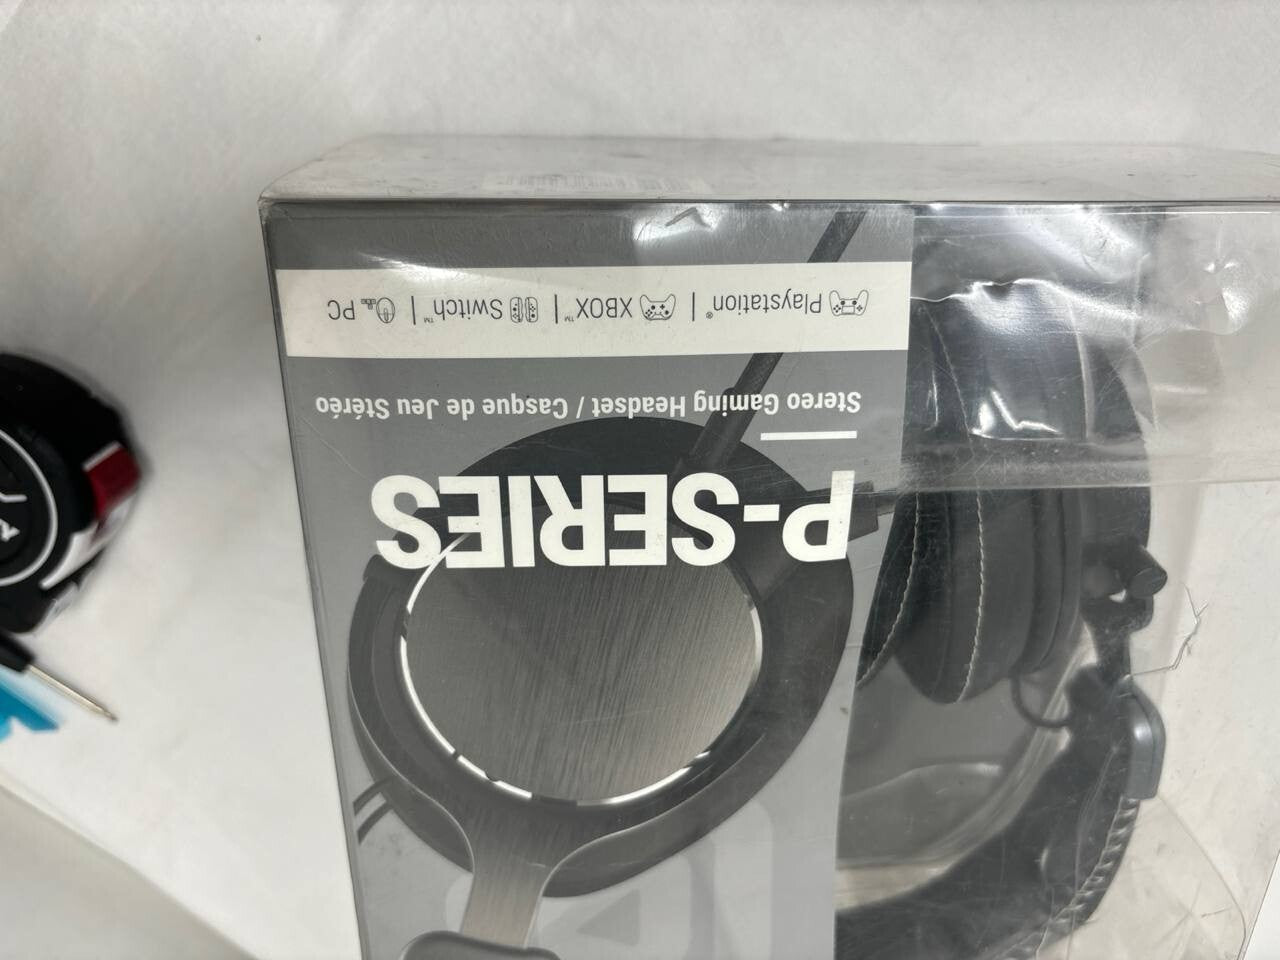 P-SERIES
Stereo Gaming Headset / Casque de Jeu Stéréo
Playstation® | XBOX™ | Switch™ | PC